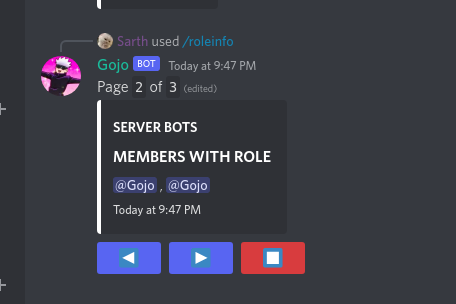 Sarth used /roleinfo
Gojo BOT Today at 9:47 PM
Page 2 of 3 (edited)
SERVER BOTS
MEMBERS WITH ROLE
@Gojo , @Gojo
Today at 9:47 PM